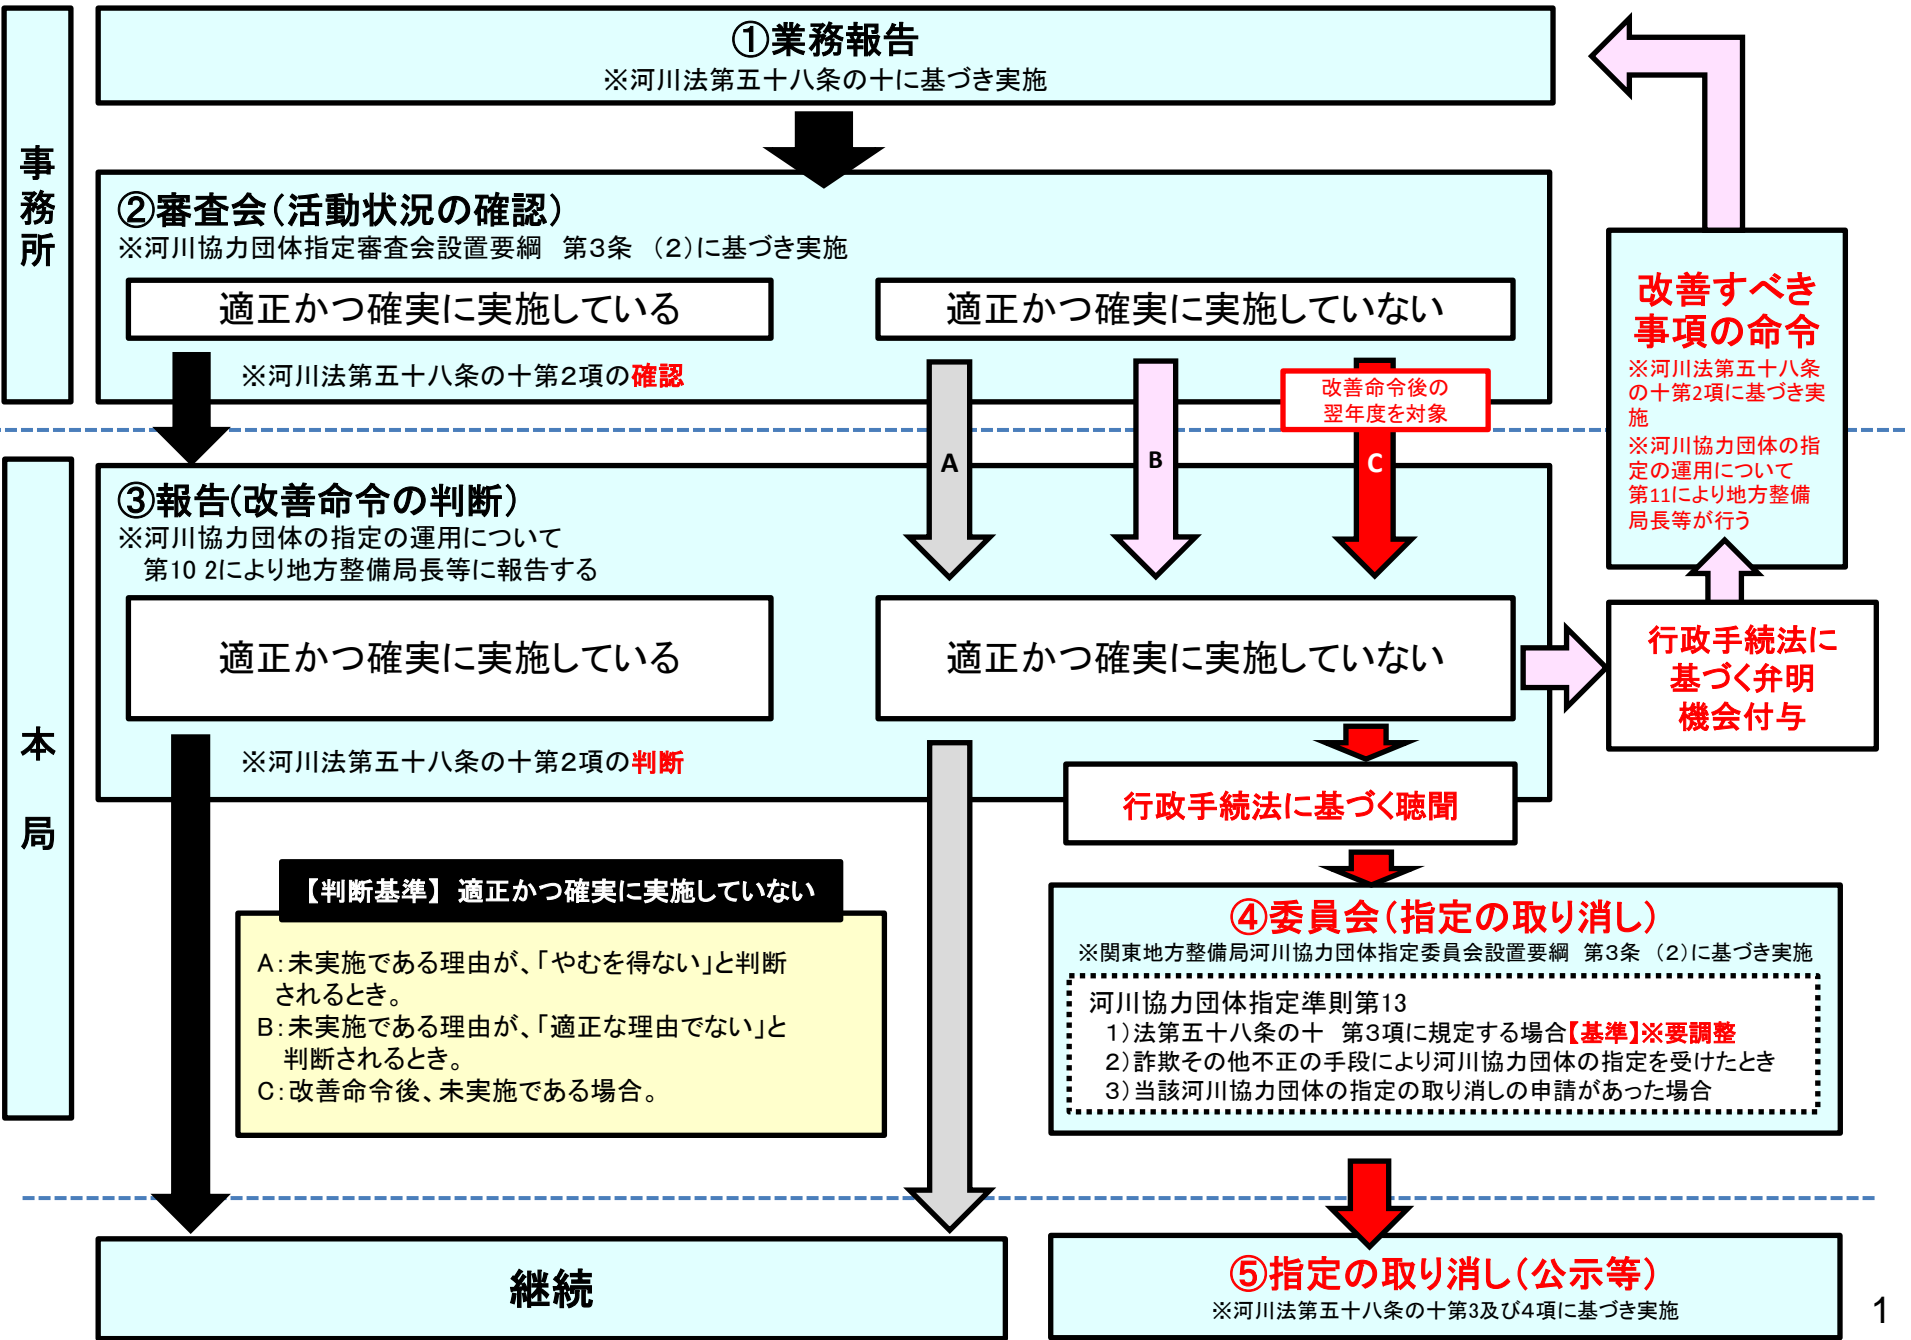 事務所
①業務報告
※河川法第五十八条の十に基づき実施
②審査会(活動状況の確認)
※河川協力団体指定審査会設置要綱　第3条　(2)に基づき実施
適正かつ確実に実施している
適正かつ確実に実施していない
※河川法第五十八条の十第2項の確認
改善命令後の
翌年度を対象
改善すべき
事項の命令
※河川法第五十八条
の十第2項に基づき実
施
※河川協力団体の指
定の運用について
第11により地方整備
局長等が行う
本局
A
B
C
③報告(改善命令の判断)
※河川協力団体の指定の運用について
第10 2により地方整備局長等に報告する
適正かつ確実に実施している
適正かつ確実に実施していない
行政手続法に
基づく弁明
機会付与
※河川法第五十八条の十第2項の判断
行政手続法に基づく聴聞
【判断基準】 適正かつ確実に実施していない
A:未実施である理由が、「やむを得ない」と判断
されるとき。
B:未実施である理由が、「適正な理由でない」と
判断されるとき。
C:改善命令後、未実施である場合。
④委員会(指定の取り消し)
※関東地方整備局河川協力団体指定委員会設置要綱　第3条　(2)に基づき実施
河川協力団体指定準則第13
1)法第五十八条の十　第3項に規定する場合【基準】※要調整
2)詐欺その他不正の手段により河川協力団体の指定を受けたとき
3)当該河川協力団体の指定の取り消しの申請があった場合
継続
⑤指定の取り消し(公示等)
※河川法第五十八条の十第3及び4項に基づき実施
1